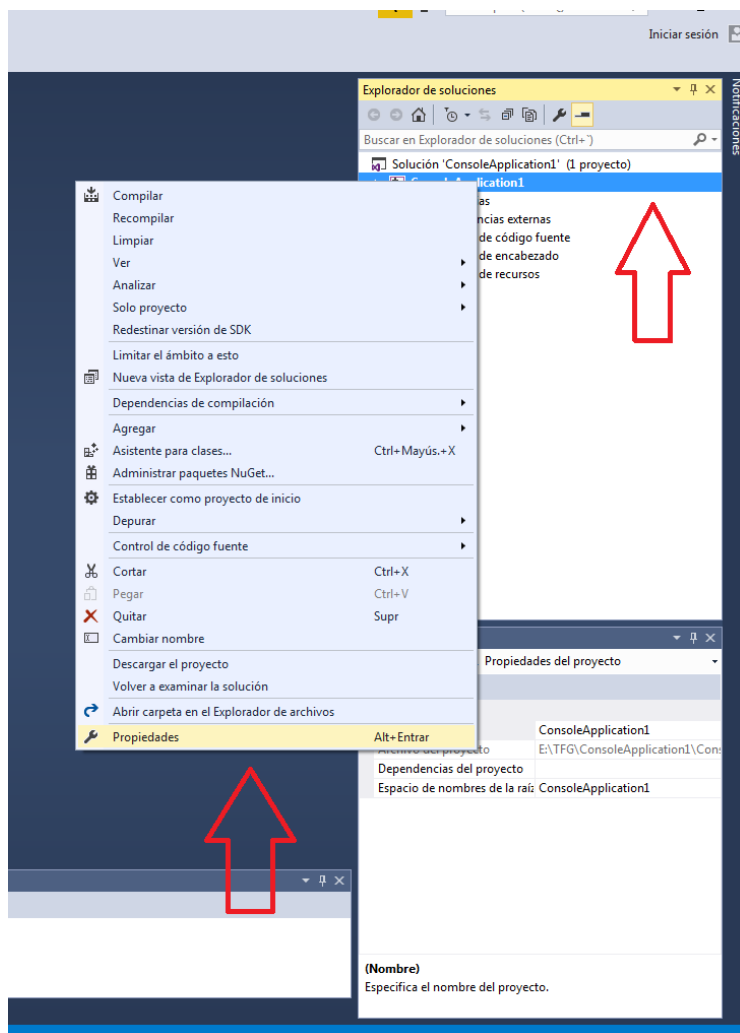 Iniciar sesión
Notificaciones
Explorador de soluciones
Buscar en Explorador de soluciones (Ctrl+`)
Solución 'ConsoleApplication1' (1 proyecto)
Compilar
Recompilar
Limpiar
Ver
Analizar
Solo proyecto
Redestinar versión de SDK
Limitar el ámbito a esto
Nueva vista de Explorador de soluciones
Dependencias de compilación
Agregar
Asistente para clases... Ctrl+Mayús.+X
Administrar paquetes NuGet...
Establecer como proyecto de inicio
Depurar
Control de código fuente
Cortar Ctrl+X
Pegar Ctrl+V
Quitar Supr
Cambiar nombre
Descargar el proyecto
Volver a examinar la solución
Abrir carpeta en el Explorador de archivos
Propiedades Alt+Entrar
lication1
as
ncias externas
de código fuente
de encabezado
de recursos
Propiedades del proyecto
ConsoleApplication1
Archivo del proyecto E:\TFG\ConsoleApplication1\Con
Dependencias del proyecto
Espacio de nombres de la raíz ConsoleApplication1
(Nombre)
Especifica el nombre del proyecto.